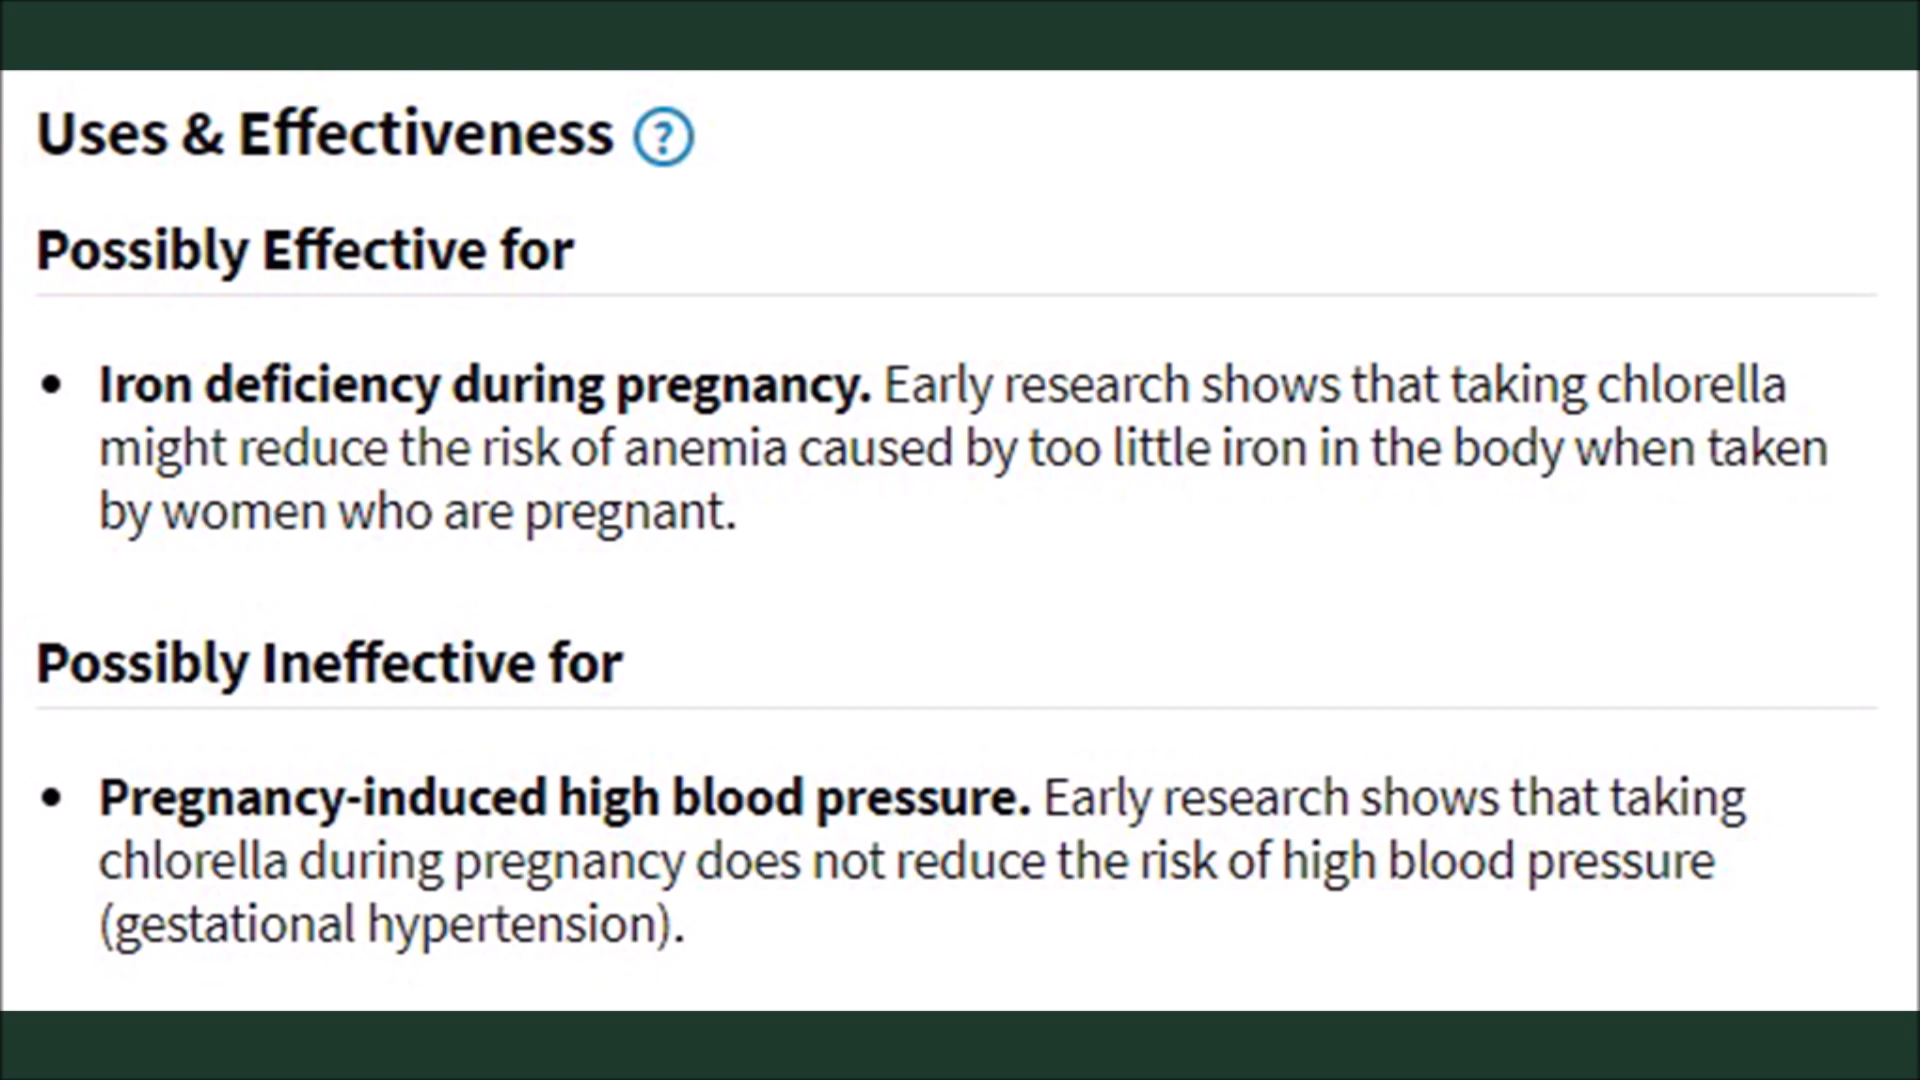 Uses & Effectiveness ?
Possibly Effective for
• Iron deficiency during pregnancy. Early research shows that taking chlorella
might reduce the risk of anemia caused by too little iron in the body when taken
by women who are pregnant.
Possibly Ineffective for
• Pregnancy-induced high blood pressure. Early research shows that taking
chlorella during pregnancy does not reduce the risk of high blood pressure
(gestational hypertension).